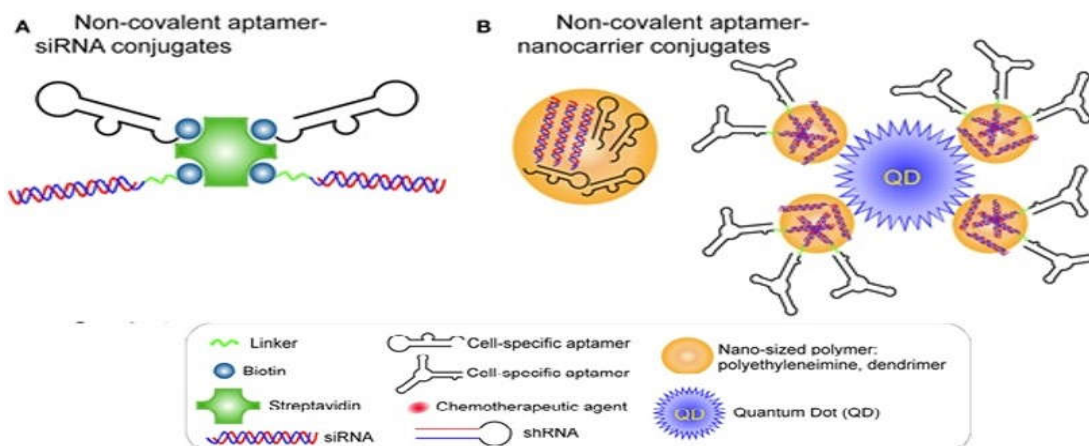 A Non-covalent aptamer-
siRNA conjugates
B Non-covalent aptamer-
nanocarrier conjugates
QD
Linker
Biotin
Streptavidin
siRNA
Cell-specific aptamer
Cell-specific aptamer
Chemotherapeutic agent
shRNA
Nano-sized polymer:
polyethyleneimine, dendrimer
QD
Quantum Dot (QD)